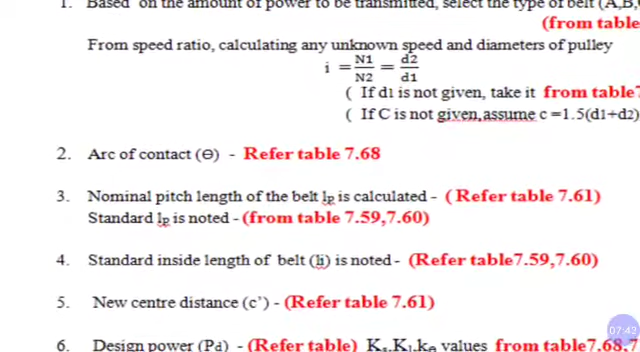 1. Based on the amount of power to be transmitted, select the type of belt (A,B,
(from table
From speed ratio, calculating any unknown speed and diameters of pulley
i = N1/N2 = d2/d1
( If d1 is not given, take it from table7
( If C is not given,assume c =1.5(d1+d2)
2. Arc of contact (Θ) - Refer table 7.68
3. Nominal pitch length of the belt lp is calculated - ( Refer table 7.61)
Standard lp is noted - (from table 7.59,7.60)
4. Standard inside length of belt (li) is noted - (Refer table7.59,7.60)
5. New centre distance (c') - (Refer table 7.61)
07:42
6. Design power (Pd) - (Refer table) values from table7.68,7